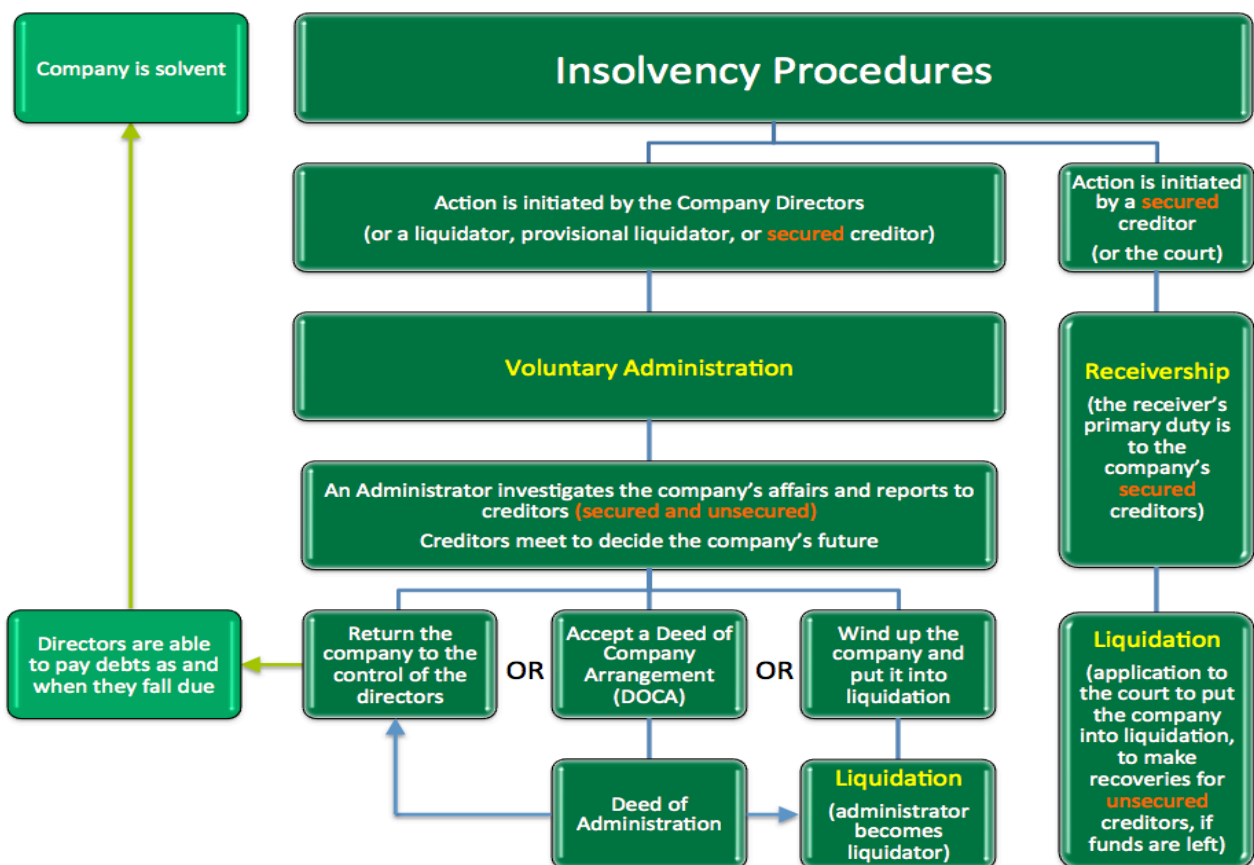 Company is solvent
Insolvency Procedures
Action is initiated by the Company Directors
(or a liquidator, provisional liquidator, or secured creditor)
Action is initiated
by a secured
creditor
(or the court)
Voluntary Administration
Receivership
(the receiver's
primary duty is
to the
company's
secured
creditors)
An Administrator investigates the company's affairs and reports to
creditors (secured and unsecured)
Creditors meet to decide the company's future
Directors are able
to pay debts as and
when they fall due
Return the
company to the
control of the
directors
OR
Accept a Deed of
Company
Arrangement
(DOCA)
OR
Wind up the
company and
put it into
liquidation
Liquidation
(application to
the court to put
the company
into liquidation,
to make
recoveries for
unsecured
creditors, if
funds are left)
Deed of
Administration
Liquidation
(administrator
becomes
liquidator)